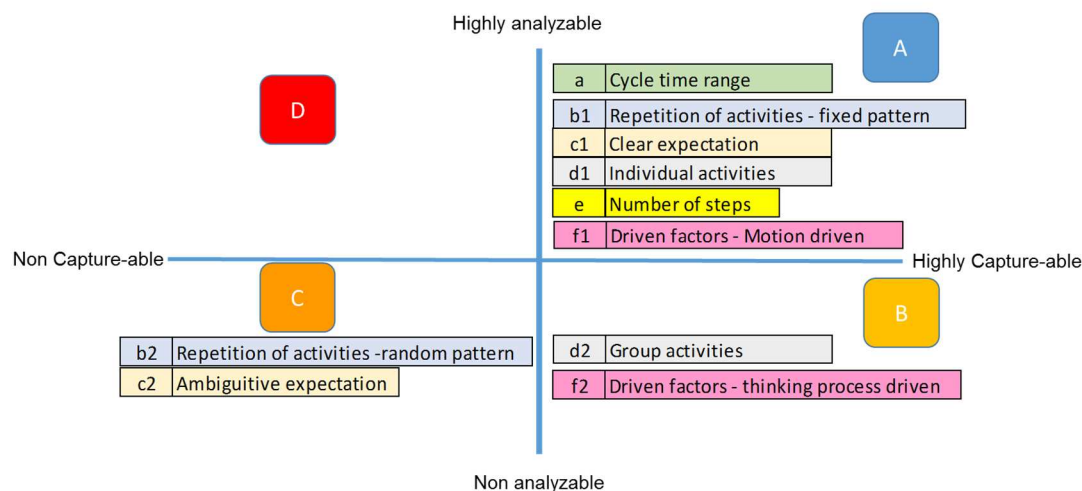 Highly analyzable
A
D
a Cycle time range
b1 Repetition of activities - fixed pattern
c1 Clear expectation
d1 Individual activities
e Number of steps
f1 Driven factors - Motion driven
Non Capture-able
Highly Capture-able
C
B
b2 Repetition of activities -random pattern
c2 Ambiguitive expectation
d2 Group activities
f2 Driven factors - thinking process driven
Non analyzable